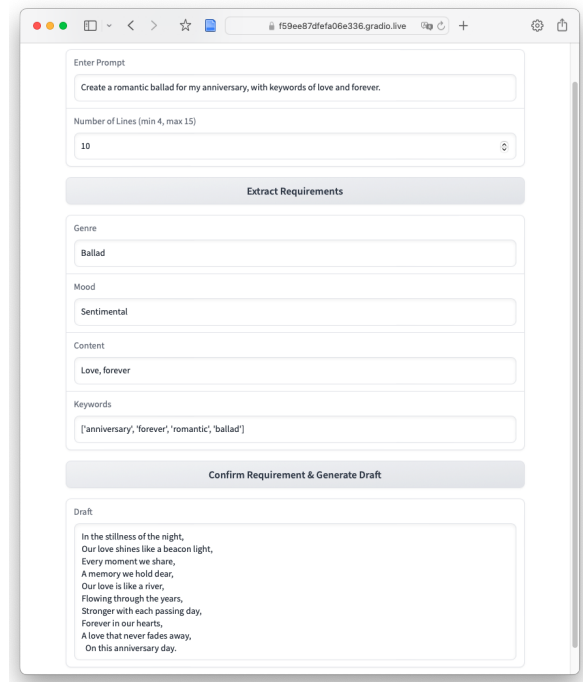 f59ee87dfefa06e336.gradio.live
Enter Prompt
Create a romantic ballad for my anniversary, with keywords of love and forever.
Number of Lines (min 4, max 15)
10
Extract Requirements
Genre
Ballad
Mood
Sentimental
Content
Love, forever
Keywords
['anniversary', 'forever', 'romantic', 'ballad']
Confirm Requirement & Generate Draft
Draft
In the stillness of the night,
Our love shines like a beacon light,
Every moment we share,
A memory we hold dear,
Our love is like a river,
Flowing through the years,
Stronger with each passing day,
Forever in our hearts,
A love that never fades away,
On this anniversary day.